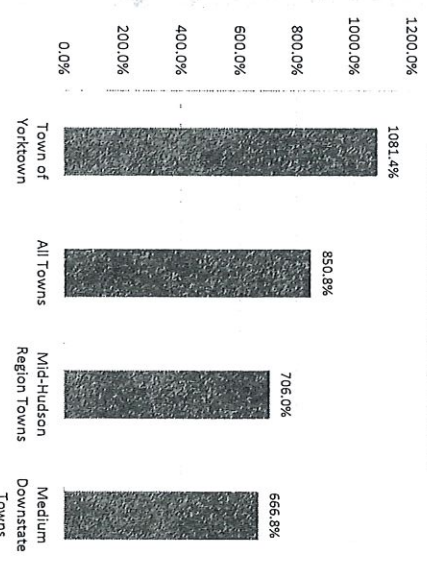 1200.0%
1000.0%
800.0%
600.0%
400.0%
200.0%
0.0%
1081.4%
850.8%
706.0%
666.8%
Town of
Yorktown
All Towns
Mid-Hudson
Region Towns
Medium
Downstate
Towns